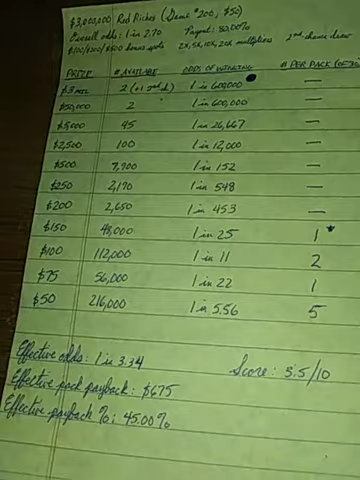 $3,000,000 Red Riches (Game #200, $50)
Overall odds: 1 in 2.70 Payout: 80.00%
$100/$200/$500 bonus spots 2X, 5X, 10X, 20X multipliers 2nd chance draw
PRIZE # AVAILABLE ODDS OF WINNING # PER PACK (OF
$3 MIL 2 (+1 2nd ch.) 1 in 600,000 —
$50,000 2 1 in 600,000 —
$5,000 45 1 in 26,667 —
$2,500 100 1 in 12,000 —
$500 7,900 1 in 152 —
$250 2,190 1 in 548 —
$200 2,650 1 in 453 —
$150 48,000 1 in 25 1*
$100 112,000 1 in 11 2
$75 56,000 1 in 22 1
$50 216,000 1 in 5.56 5
Effective odds: 1 in 3.34 Score: 3.5/10
Effective pack payback: $675
Effective payback %: 45.00%